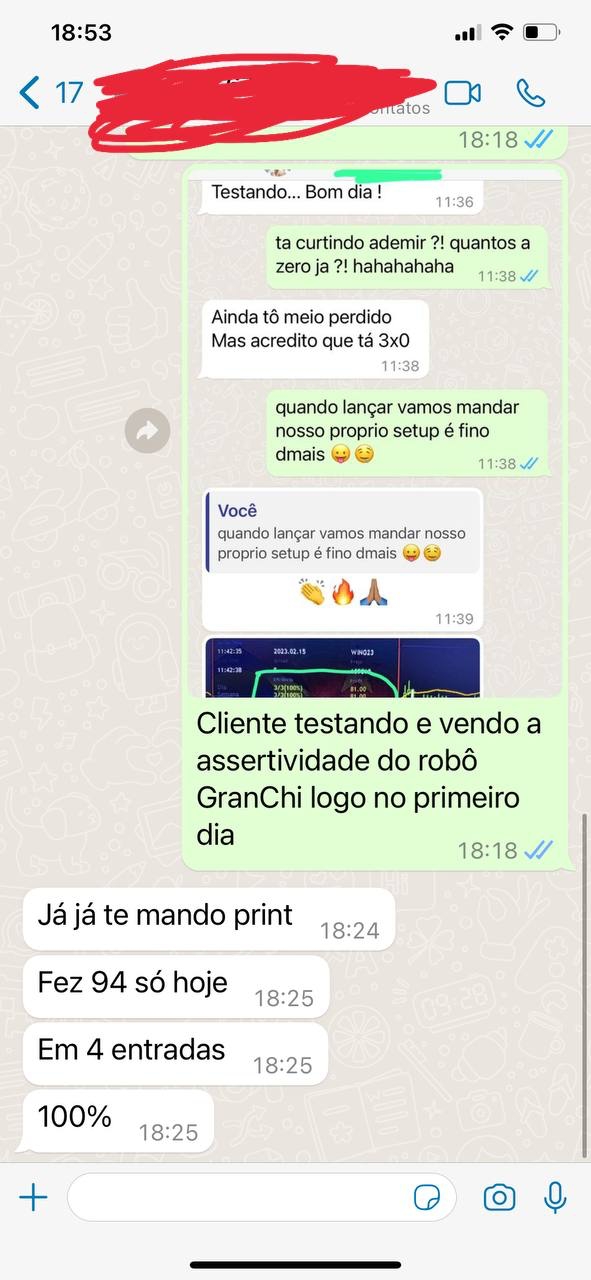 18:53
17
18:18
Testando... Bom dia !
11:36
ta curtindo ademir ?! quantos a
zero ja ?! hahahahaha
11:38
Ainda tô meio perdido
Mas acredito que tá 3x0
11:38
quando lançar vamos mandar
nosso proprio setup é fino
dmais 😛🤤
11:38
Você
quando lançar vamos mandar nosso
proprio setup é fino dmais 😛🤤
👏🔥🙏🏽
11:39
11:42:35 2023.02.15 WING23
11:42:38
3/3(100%) 81.00
3/3(100%) 81.00
Cliente testando e vendo a
assertividade do robô
GranChi logo no primeiro
dia
18:18
Já já te mando print
18:24
Fez 94 só hoje
18:25
Em 4 entradas
18:25
100%
18:25